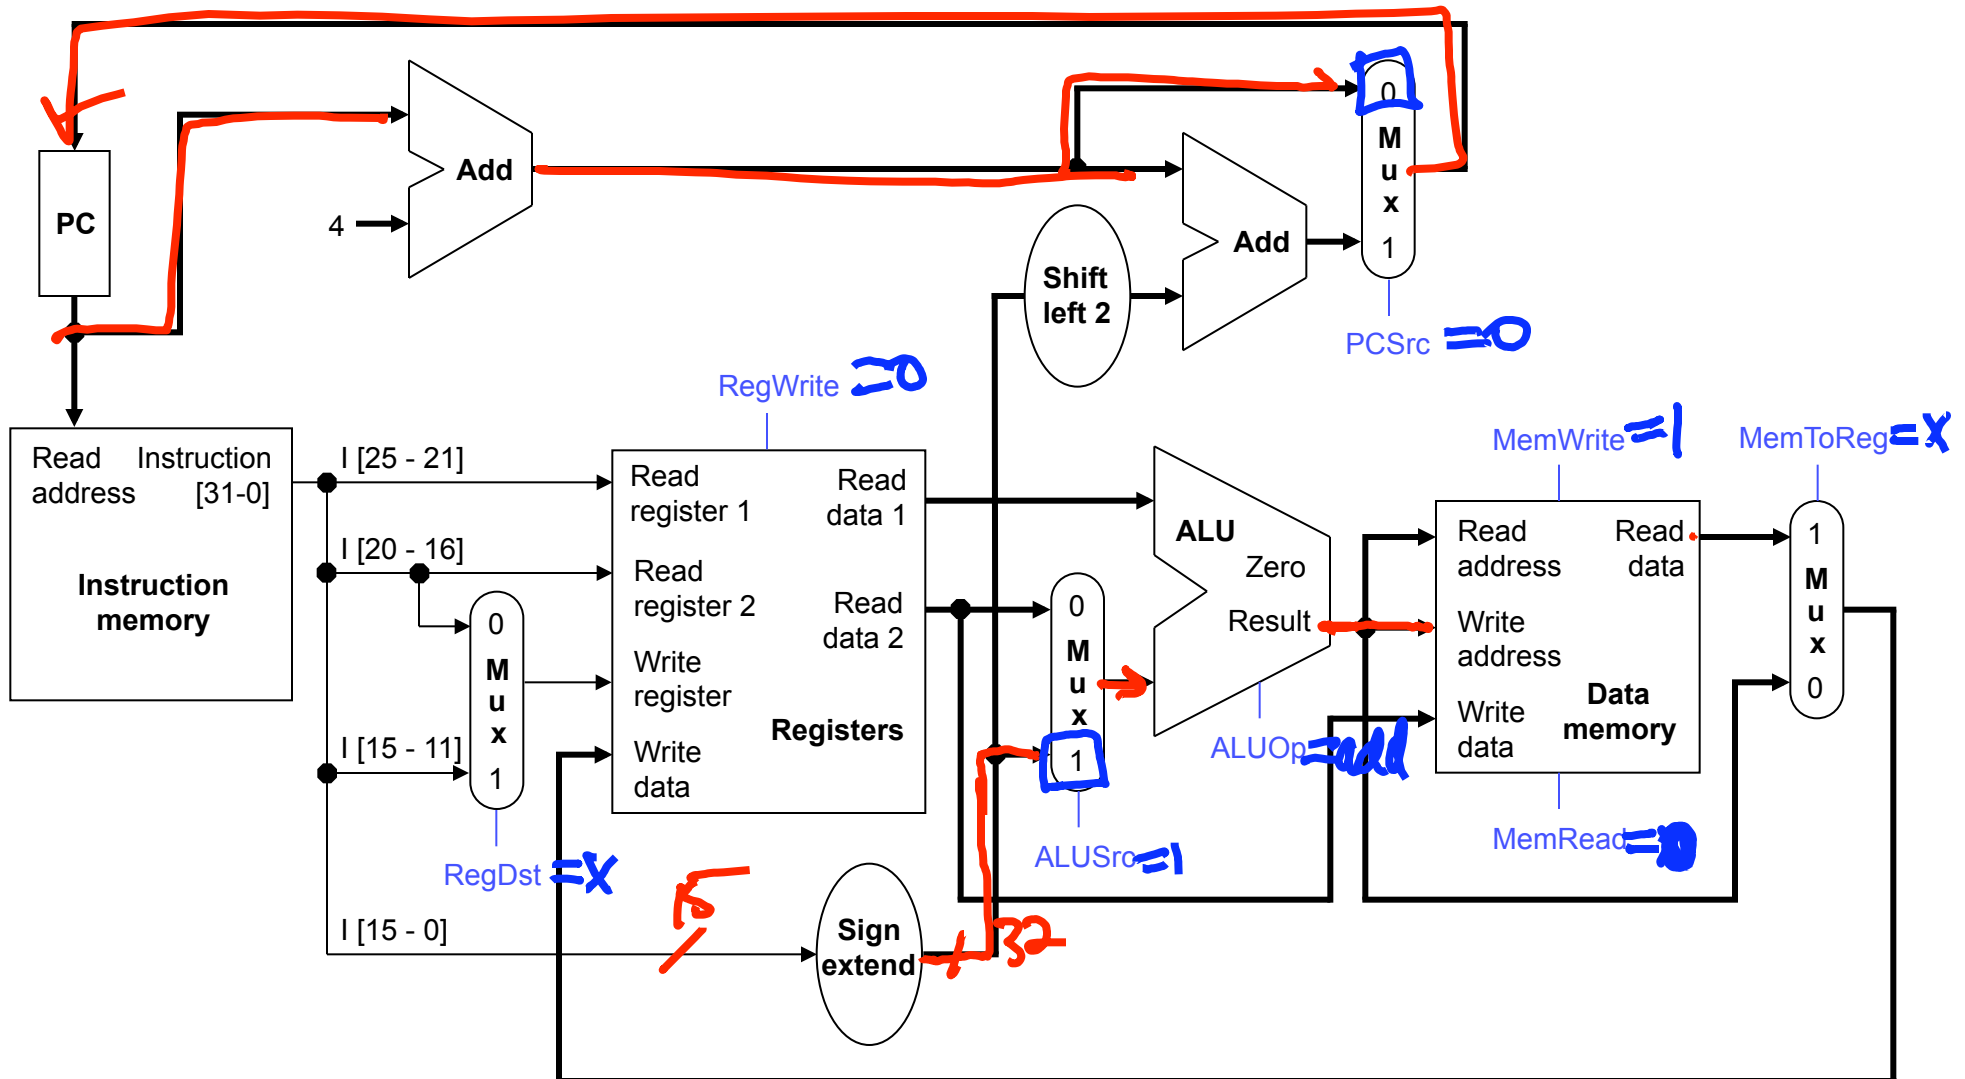 0
M
u
x
1
Add
PC
4
Add
Shift
left 2
PCSrc =0
RegWrite =0
MemWrite =1
MemToReg =X
Read
address
Instruction
[31-0]
Instruction
memory
I [25 - 21]
I [20 - 16]
I [15 - 11]
I [15 - 0]
0
M
u
x
1
RegDst =X
Read
register 1
Read
data 1
Read
register 2
Read
data 2
Write
register
Write
data
Registers
Sign
extend
32
0
M
u
x
1
ALUSrc =1
ALU
Zero
Result
ALUOp =add
Read
address
Read
data
Write
address
Write
data
Data
memory
MemRead =0
1
M
u
x
0